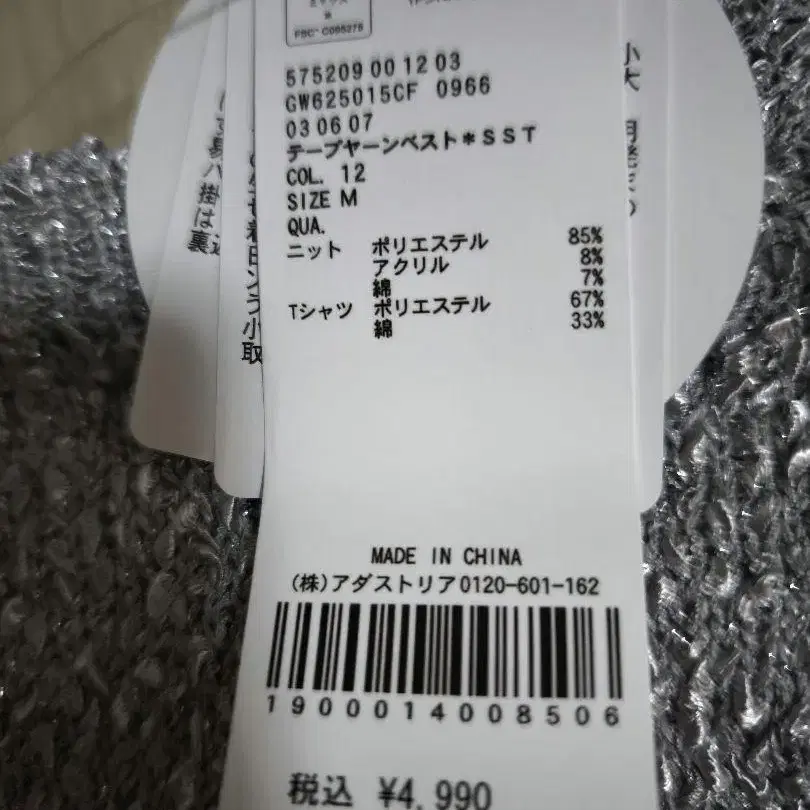 FSC® C095275
575209 00 12 03
GW625015CF 0966
03 06 07
テープヤーンベスト*SST
COL. 12
SIZE M
QUA.
ニット ポリエステル 85%
アクリル 8%
綿 7%
Tシャツ ポリエステル 67%
綿 33%
MADE IN CHINA
(株)アダストリア0120-601-162
1900014008506
税込 ¥4,990